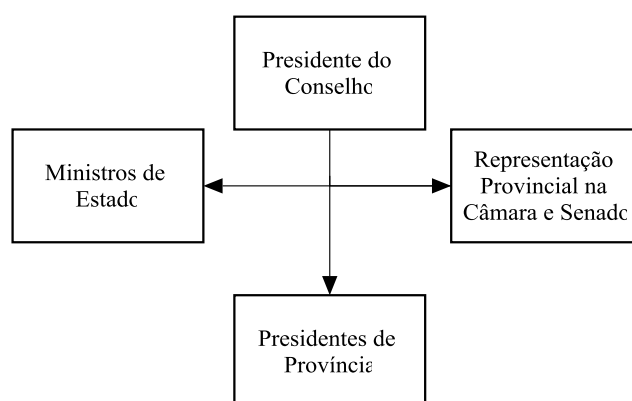 Presidente do
Conselho
Ministros de
Estado
Representação
Provincial na
Câmara e Senado
Presidentes de
Província